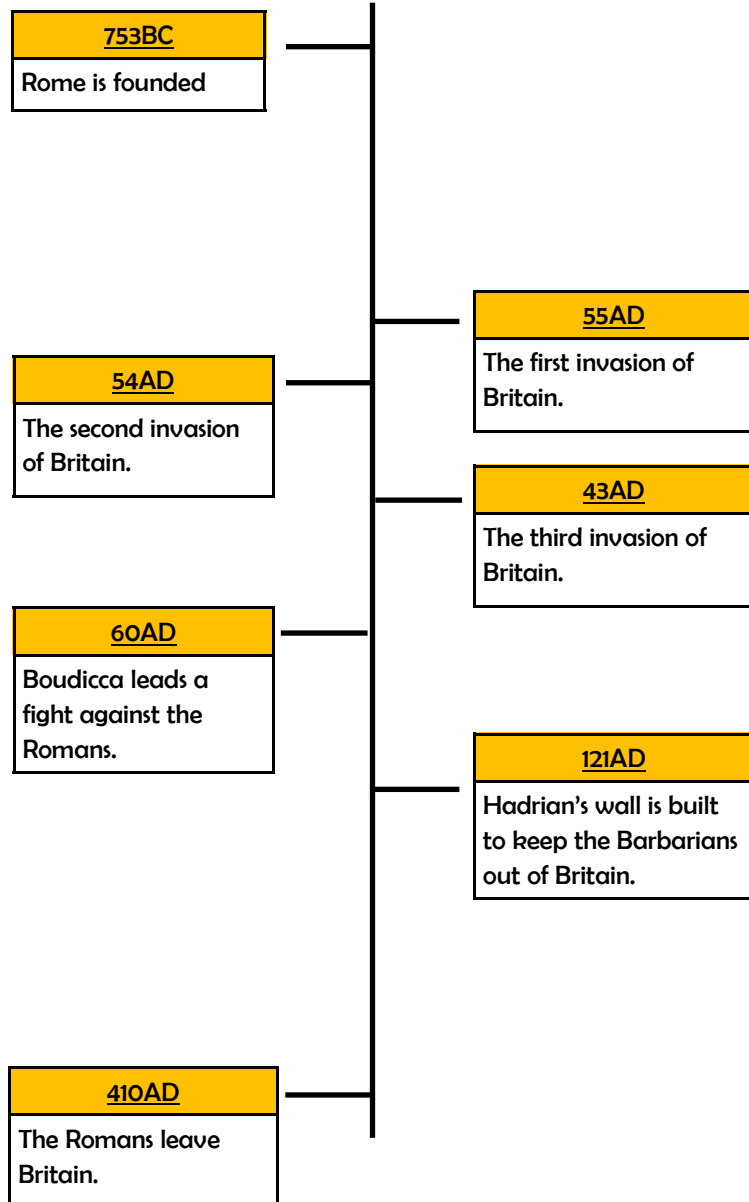 753BC
Rome is founded
55AD
The first invasion of
Britain.
54AD
The second invasion
of Britain.
43AD
The third invasion of
Britain.
60AD
Boudicca leads a
fight against the
Romans.
121AD
Hadrian's wall is built
to keep the Barbarians
out of Britain.
410AD
The Romans leave
Britain.